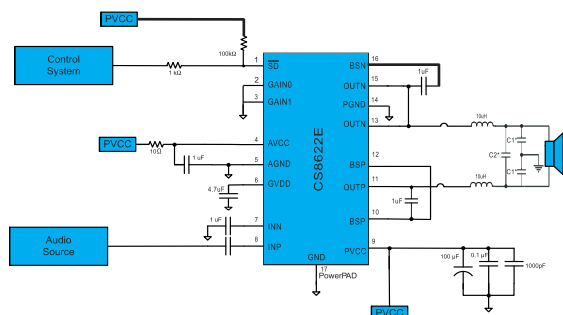 PVCC
100kΩ
Control
System
1 kΩ
1
SD
2
GAIN0
3
GAIN1
PVCC
10Ω
4
AVCC
1 uF
5
AGND
4.7uF
6
GVDD
1 uF
7
INN
Audio
Source
8
INP
CS8622E
GND
17
PowerPAD
16
BSN
1uF
15
OUTN
14
PGND
13
OUTN
10uH
C1*
C2*
C1*
12
BSP
11
OUTP
10uH
1uF
10
BSP
9
PVCC
100 µF
0.1 µF
1000pF
PVCC